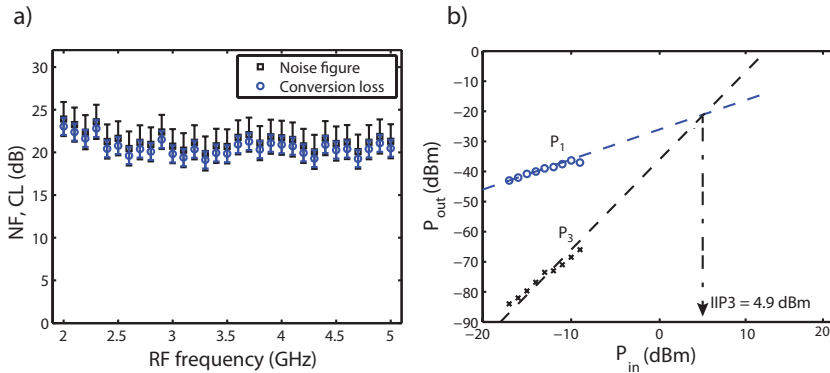 a)
30
25
20
15
10
5
0
NF, CL (dB)
Noise figure
Conversion loss
2
2.5
3
3.5
4
4.5
5
RF frequency (GHz)
b)
0
−10
−20
−30
−40
−50
−60
−70
−80
−90
P_out (dBm)
P_1
P_3
IIP3 = 4.9 dBm
−20
−10
0
10
20
P_in (dBm)